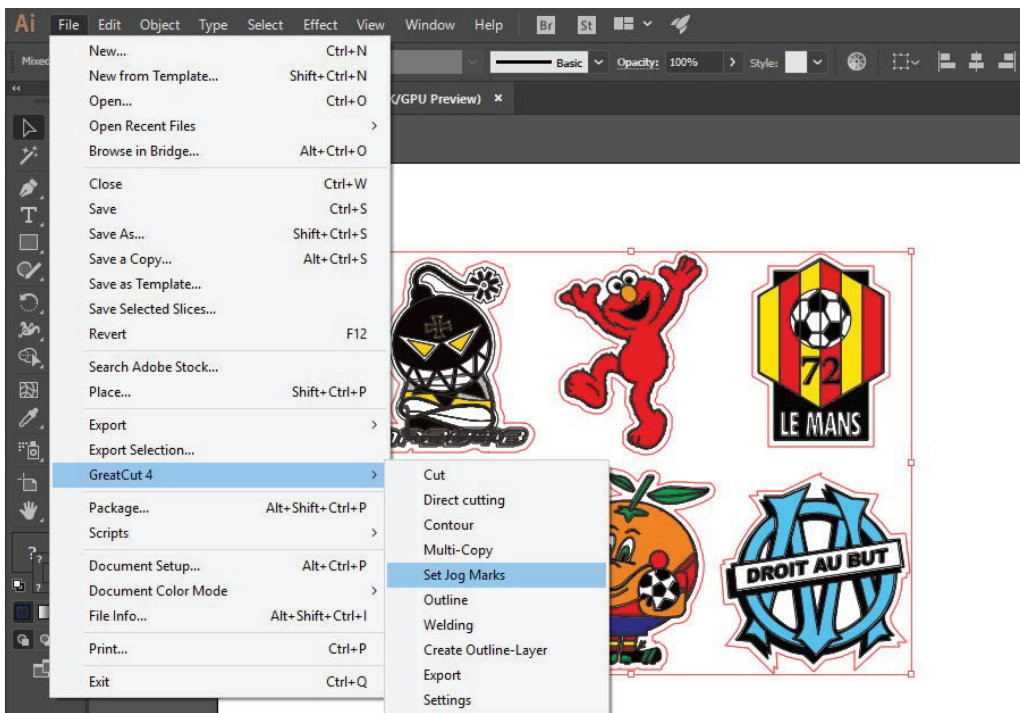 Ai File Edit Object Type Select Effect View Window Help Br St
Mixed Basic Opacity: 100% Style:
K/GPU Preview) ×
New... Ctrl+N
New from Template... Shift+Ctrl+N
Open... Ctrl+O
Open Recent Files
Browse in Bridge... Alt+Ctrl+O
Close Ctrl+W
Save Ctrl+S
Save As... Shift+Ctrl+S
Save a Copy... Alt+Ctrl+S
Save as Template...
Save Selected Slices...
Revert F12
Search Adobe Stock...
Place... Shift+Ctrl+P
Export
Export Selection...
GreatCut 4
Package... Alt+Shift+Ctrl+P
Scripts
Document Setup... Alt+Ctrl+P
Document Color Mode
File Info... Alt+Shift+Ctrl+I
Print... Ctrl+P
Exit Ctrl+Q
Cut
Direct cutting
Contour
Multi-Copy
Set Jog Marks
Outline
Welding
Create Outline-Layer
Export
Settings
72
LE MANS
DROIT AU BUT